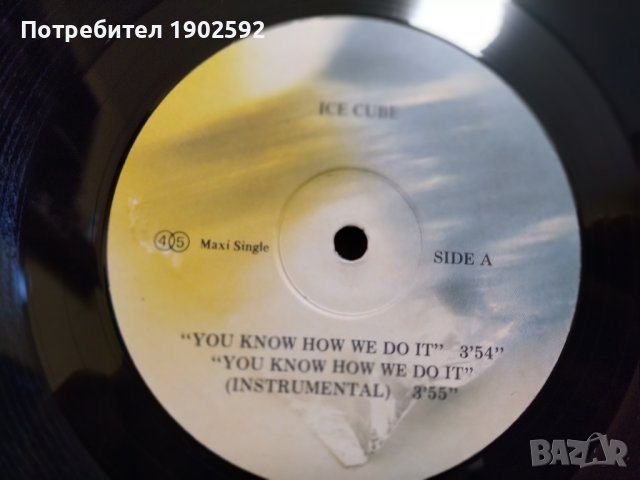 Потребител 1902592
ICE CUBE
45 Maxi Single
SIDE A
"YOU KNOW HOW WE DO IT" 3'54"
"YOU KNOW HOW WE DO IT"
(INSTRUMENTAL) 3'55"
BAZAR